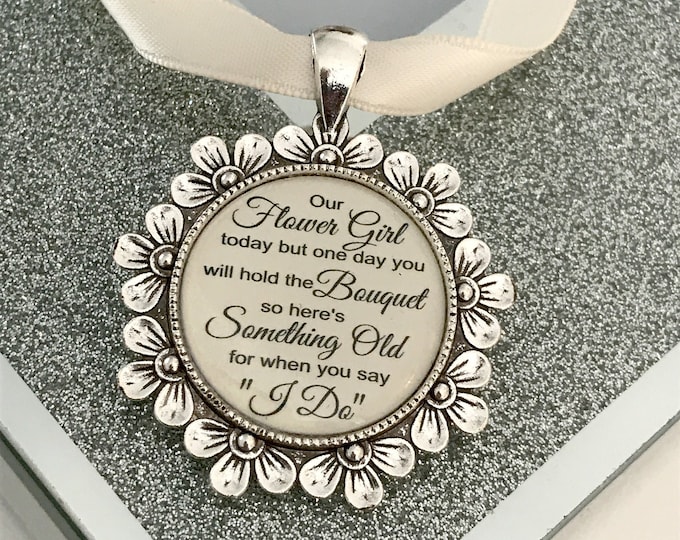 Our
Flower Girl
today but one day you
will hold the Bouquet
so here's
Something Old
for when you say
"I Do"